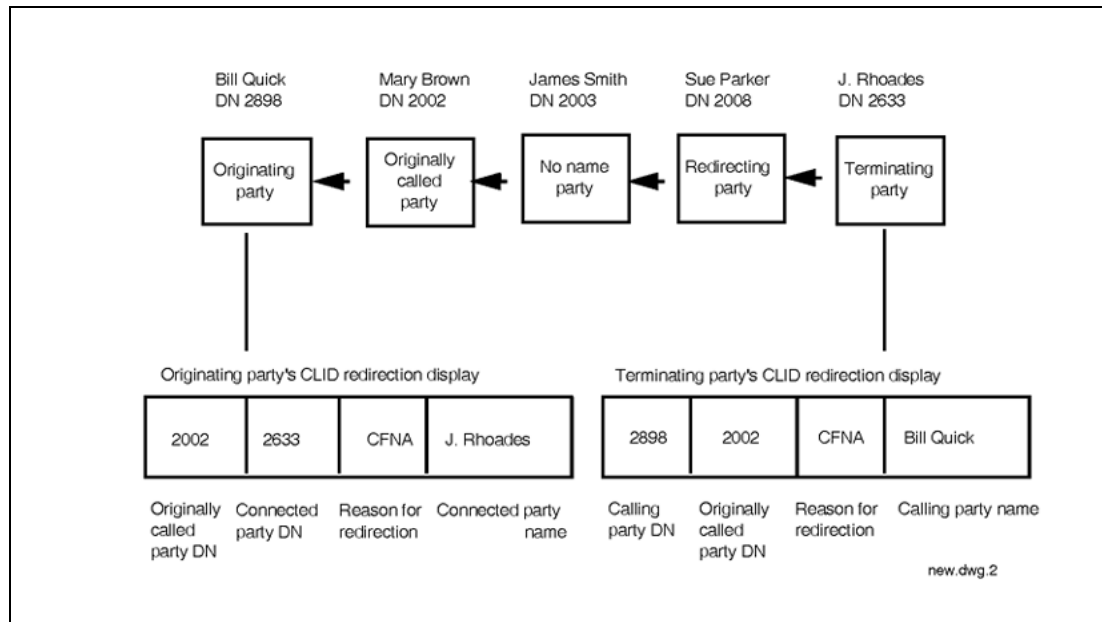 Bill Quick
DN 2898
Mary Brown
DN 2002
James Smith
DN 2003
Sue Parker
DN 2008
J. Rhoades
DN 2633
Originating
party
Originally
called
party
No name
party
Redirecting
party
Terminating
party
Originating party's CLID redirection display
2002
2633
CFNA
J. Rhoades
Originally
called
party DN
Connected
party DN
Reason for
redirection
Connected party
name
Terminating party's CLID redirection display
2898
2002
CFNA
Bill Quick
Calling
party DN
Originally
called
party DN
Reason for
redirection
Calling party name
new.dwg.2